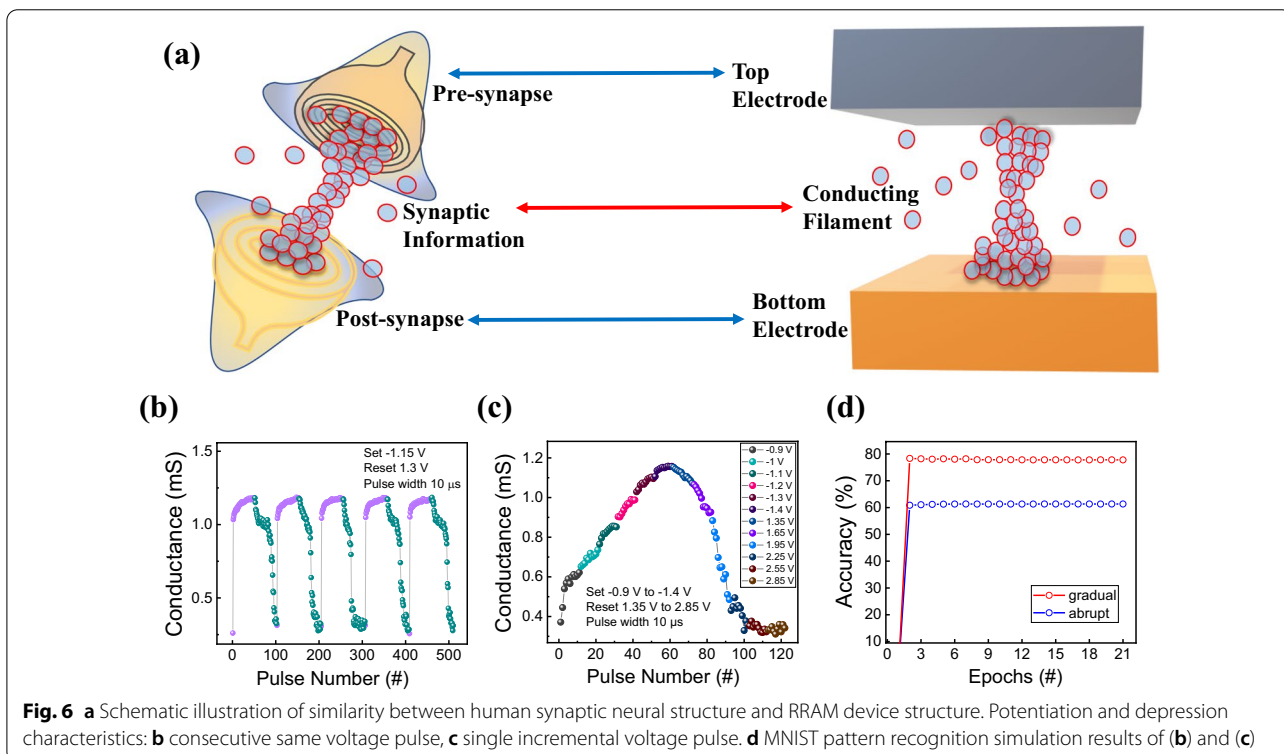 (a)
Pre-synapse
Top
Electrode
Synaptic
Information
Conducting
Filament
Post-synapse
Bottom
Electrode
(b)
Conductance (mS)
1.5
1.0
0.5
Set -1.15 V
Reset 1.3 V
Pulse width 10 μs
0 100 200 300 400 500
Pulse Number (#)
(c)
Conductance (mS)
1.2
1.0
0.8
0.6
0.4
-0.9 V
-1 V
-1.1 V
-1.2 V
-1.3 V
-1.4 V
1.35 V
1.65 V
1.95 V
2.25 V
2.55 V
2.85 V
Set -0.9 V to -1.4 V
Reset 1.35 V to 2.85 V
Pulse width 10 μs
0 20 40 60 80 100 120
Pulse Number (#)
(d)
Accuracy (%)
80
70
60
50
40
30
20
10
gradual
abrupt
0 3 6 9 12 15 18 21
Epochs (#)
Fig. 6 a Schematic illustration of similarity between human synaptic neural structure and RRAM device structure. Potentiation and depression
characteristics: b consecutive same voltage pulse, c single incremental voltage pulse. d MNIST pattern recognition simulation results of (b) and (c)